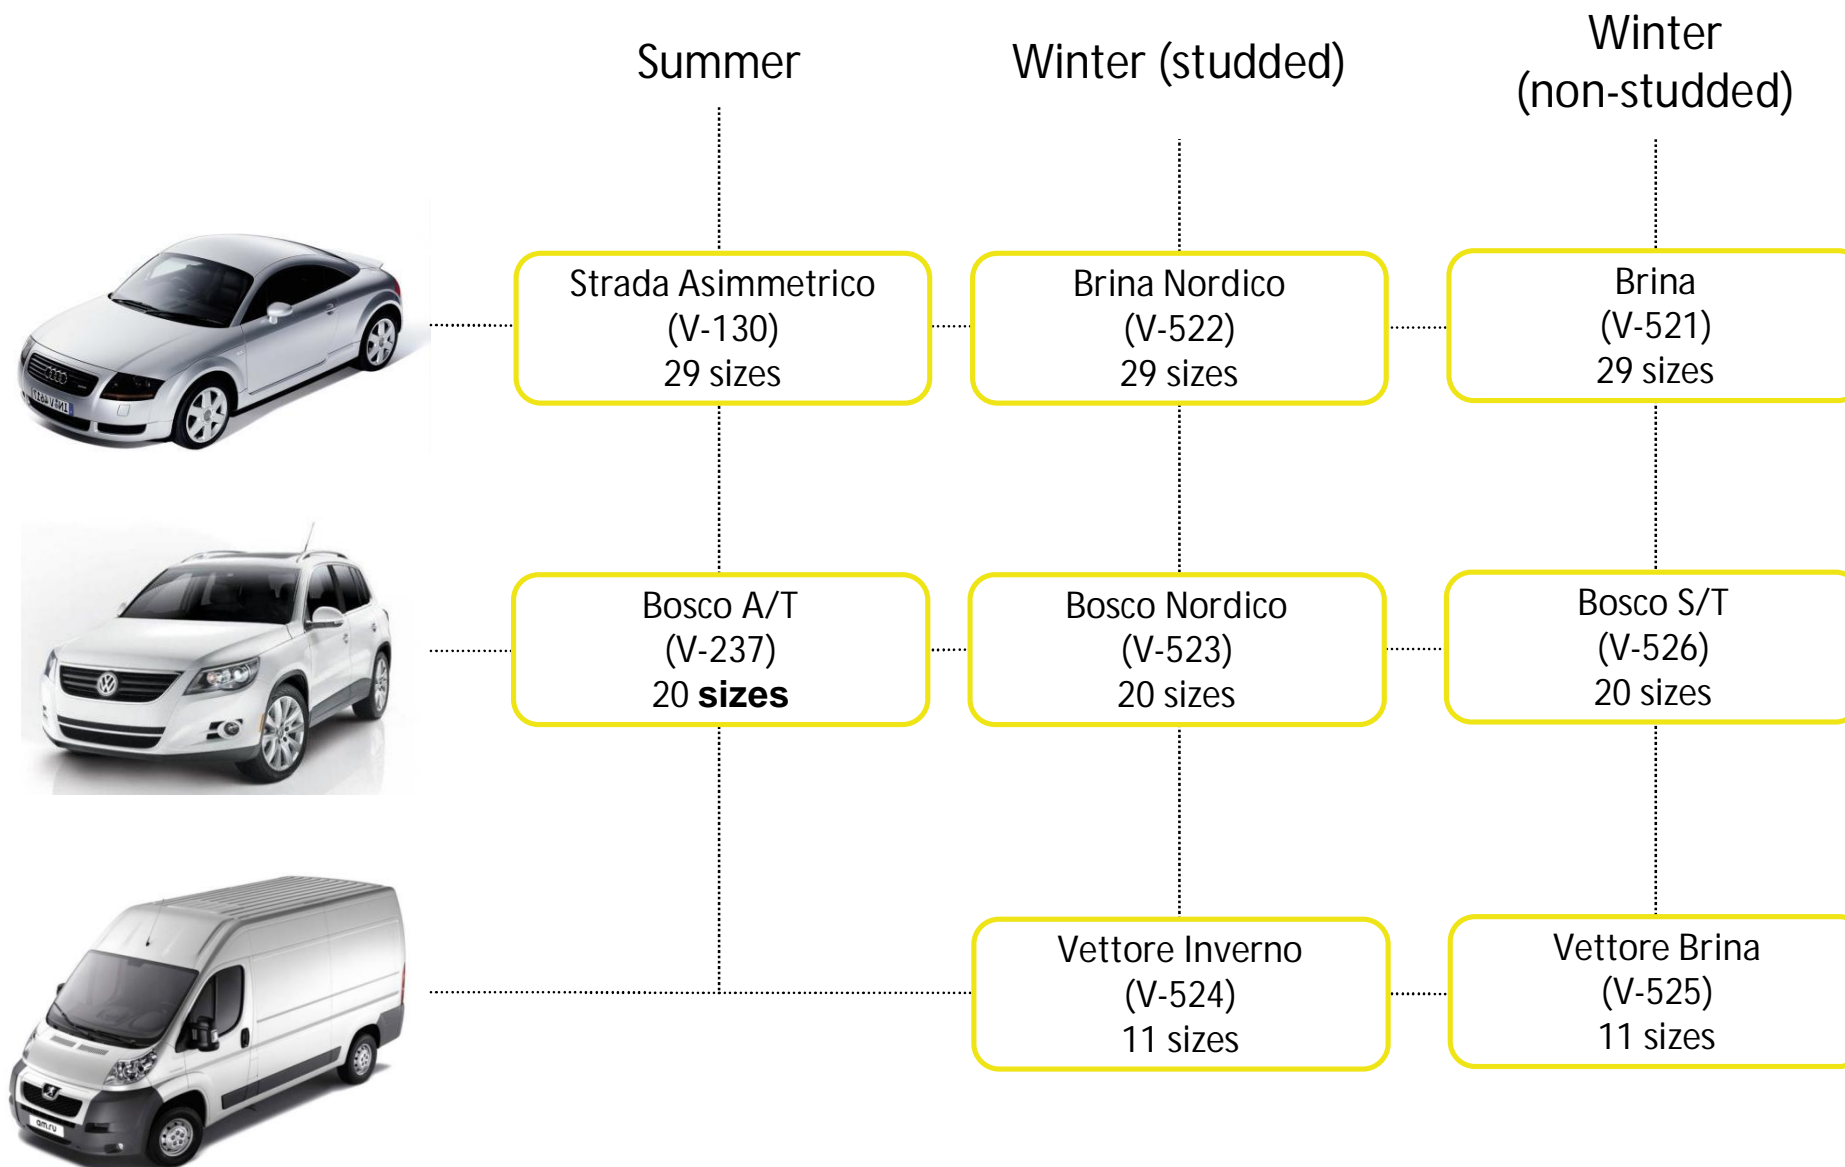 Summer
Winter (studded)
Winter
(non-studded)
Strada Asimmetrico
(V-130)
29 sizes
Brina Nordico
(V-522)
29 sizes
Brina
(V-521)
29 sizes
Bosco A/T
(V-237)
20 sizes
Bosco Nordico
(V-523)
20 sizes
Bosco S/T
(V-526)
20 sizes
Vettore Inverno
(V-524)
11 sizes
Vettore Brina
(V-525)
11 sizes
am.ru